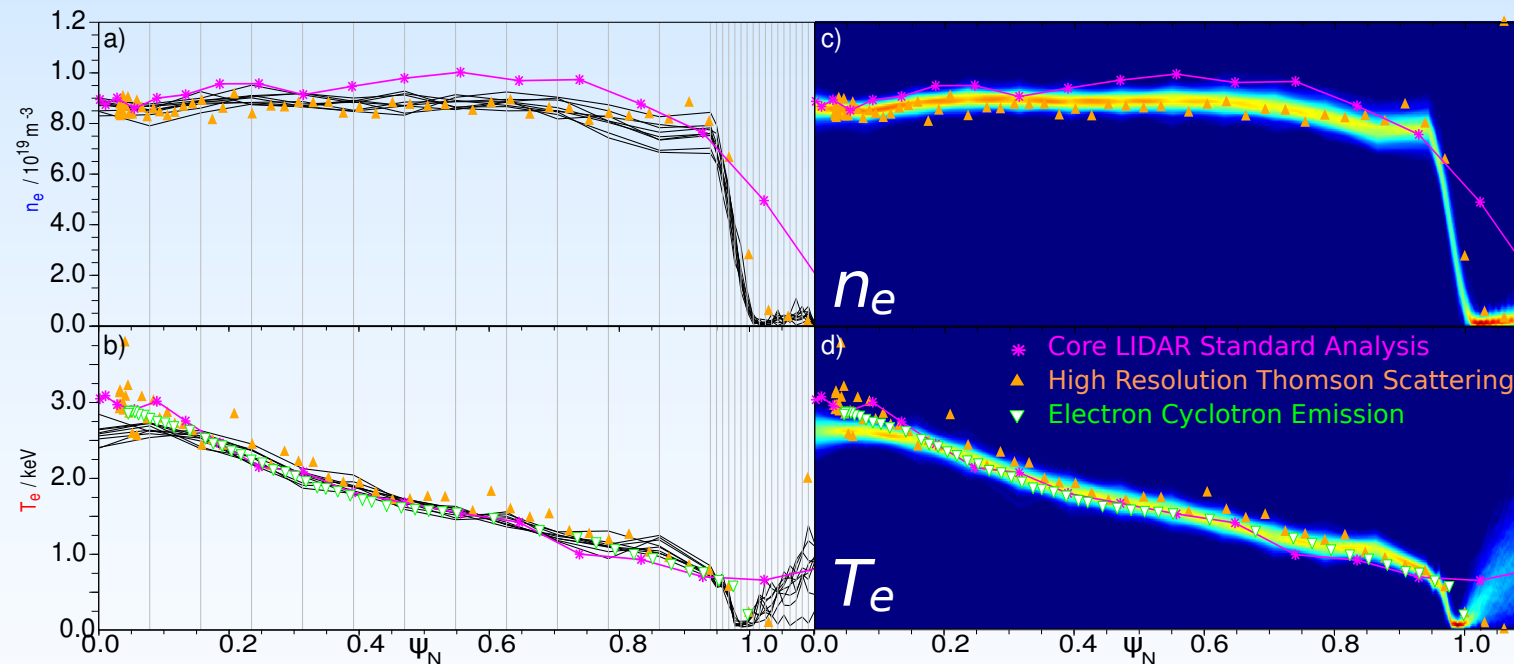 a)
1.2
1.0
8.0
6.0
4.0
2.0
0.0
n_e / 10^19 m^-3
c)
n_e
b)
3.0
2.0
1.0
0.0
T_e / keV
d)
Core LIDAR Standard Analysis
High Resolution Thomson Scattering
Electron Cyclotron Emission
T_e
0.0 0.2 0.4 Ψ_N 0.6 0.8 1.0 0.0 0.2 0.4 Ψ_N 0.6 0.8 1.0